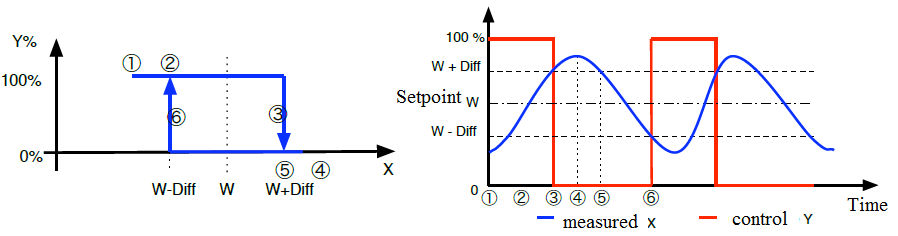 Y%
① ②
100%
⑥
③
0%
⑤ ④
X
W-Diff W W+Diff
100 %
W + Diff
Setpoint W
W - Diff
0
① ② ③ ④ ⑤ ⑥
Time
measured X control Y